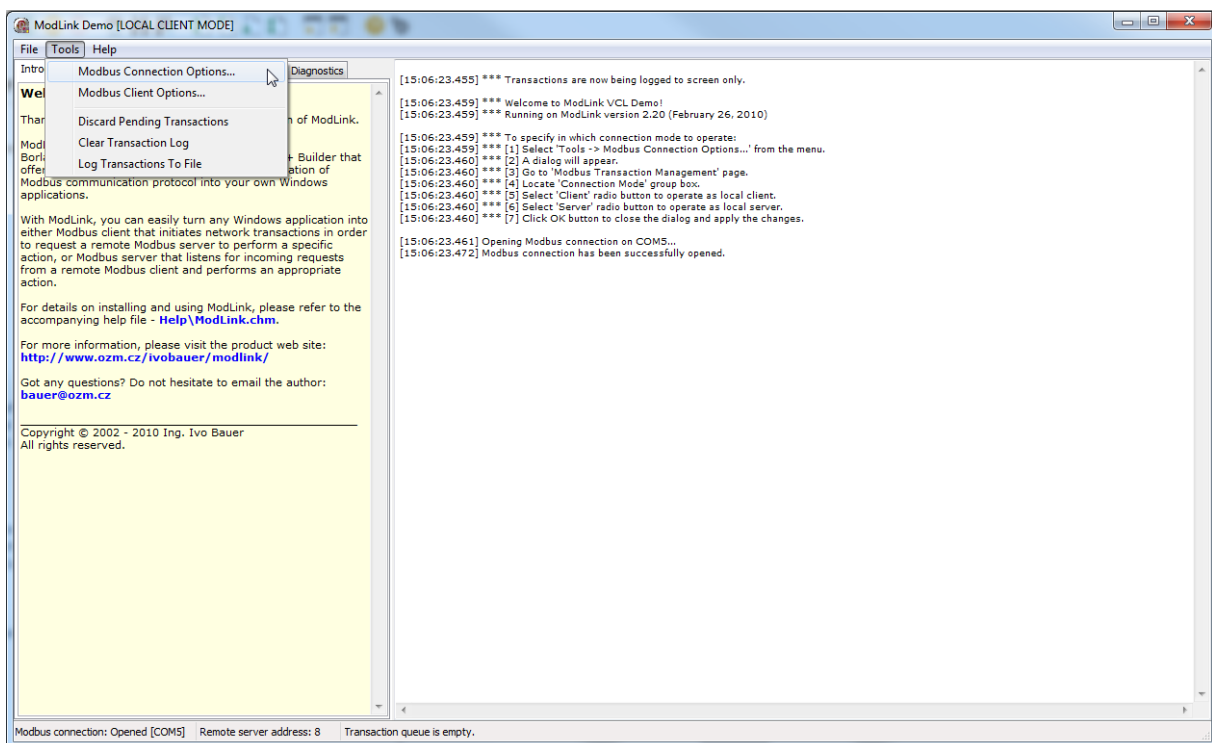 ModLink Demo [LOCAL CLIENT MODE]
File Tools Help
Intro
Diagnostics
Modbus Connection Options...
Modbus Client Options...
Discard Pending Transactions
Clear Transaction Log
Log Transactions To File
Wel
Than
n of ModLink.
Modl
Borla
+ Builder that
offer
ation of
Modbus communication protocol into your own Windows
applications.
With ModLink, you can easily turn any Windows application into
either Modbus client that initiates network transactions in order
to request a remote Modbus server to perform a specific
action, or Modbus server that listens for incoming requests
from a remote Modbus client and performs an appropriate
action.
For details on installing and using ModLink, please refer to the
accompanying help file - Help\ModLink.chm.
For more information, please visit the product web site:
http://www.ozm.cz/ivobauer/modlink/
Got any questions? Do not hesitate to email the author:
bauer@ozm.cz
Copyright © 2002 - 2010 Ing. Ivo Bauer
All rights reserved.
[15:06:23.455] *** Transactions are now being logged to screen only.
[15:06:23.459] *** Welcome to ModLink VCL Demo!
[15:06:23.459] *** Running on ModLink version 2.20 (February 26, 2010)
[15:06:23.459] *** To specify in which connection mode to operate:
[15:06:23.459] *** [1] Select 'Tools -> Modbus Connection Options...' from the menu.
[15:06:23.460] *** [2] A dialog will appear.
[15:06:23.460] *** [3] Go to 'Modbus Transaction Management' page.
[15:06:23.460] *** [4] Locate 'Connection Mode' group box.
[15:06:23.460] *** [5] Select 'Client' radio button to operate as local client.
[15:06:23.460] *** [6] Select 'Server' radio button to operate as local server.
[15:06:23.460] *** [7] Click OK button to close the dialog and apply the changes.
[15:06:23.461] Opening Modbus connection on COM5...
[15:06:23.472] Modbus connection has been successfully opened.
Modbus connection: Opened [COM5] Remote server address: 8 Transaction queue is empty.